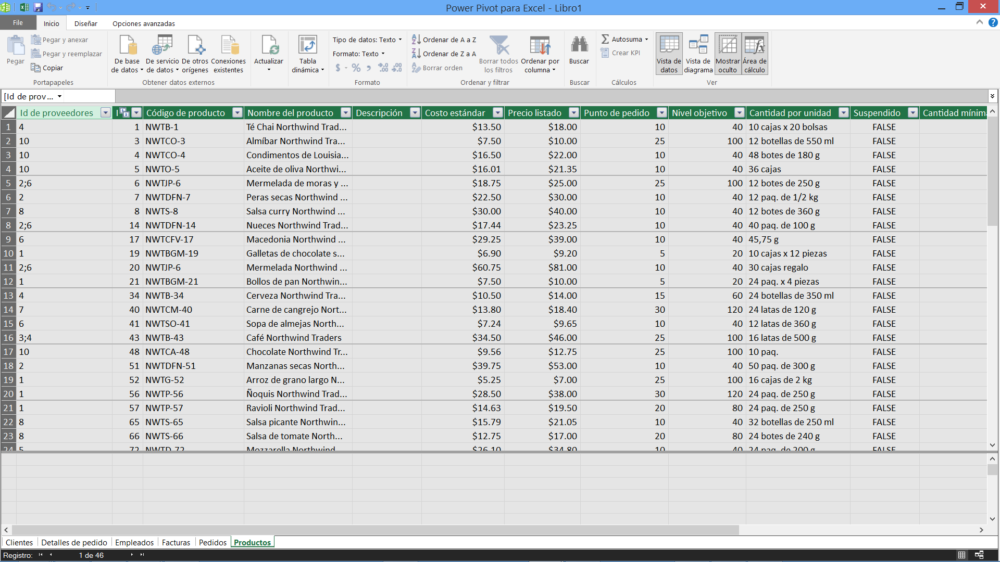 Power Pivot para Excel - Libro1
File Inicio Diseñar Opciones avanzadas
Pegar
Pegar y anexar
Pegar y reemplazar
Copiar
Portapapeles
De base de datos
De servicio de datos
De otros orígenes
Conexiones existentes
Obtener datos externos
Actualizar
Tabla dinámica
Tipo de datos: Texto
Formato: Texto
$ % , .00 .00
Formato
Ordenar de A a Z
Ordenar de Z a A
Borrar orden
Borrar todos los filtros
Ordenar por columna
Ordenar y filtrar
Buscar
Buscar
Autosuma
Crear KPI
Cálculos
Vista de datos
Vista de diagrama
Mostrar oculto
Área de cálculo
Ver
[Id de prov...
Id de proveedores I Código de producto Nombre del producto Descripción Costo estándar Precio listado Punto de pedido Nivel objetivo Cantidad por unidad Suspendido Cantidad mínima
1 4 1 NWTB-1 Té Chai Northwind Trad... $13.50 $18.00 10 40 10 cajas x 20 bolsas FALSE
2 10 3 NWTCO-3 Almíbar Northwind Tra... $7.50 $10.00 25 100 12 botellas de 550 ml FALSE
3 10 4 NWTCO-4 Condimentos de Louisia... $16.50 $22.00 10 40 48 botes de 180 g FALSE
4 10 5 NWTO-5 Aceite de oliva Northwi... $16.01 $21.35 10 40 36 cajas FALSE
5 2;6 6 NWTJP-6 Mermelada de moras y ... $18.75 $25.00 25 100 12 botes de 250 g FALSE
6 2 7 NWTDFN-7 Peras secas Northwind ... $22.50 $30.00 10 40 12 paq. de 1/2 kg FALSE
7 8 8 NWTS-8 Salsa curry Northwind ... $30.00 $40.00 10 40 12 botes de 360 g FALSE
8 2;6 14 NWTDFN-14 Nueces Northwind Trad... $17.44 $23.25 10 40 40 paq. de 100 g FALSE
9 6 17 NWTCFV-17 Macedonia Northwind ... $29.25 $39.00 10 40 45,75 g FALSE
10 1 19 NWTBGM-19 Galletas de chocolate s... $6.90 $9.20 5 20 10 cajas x 12 piezas FALSE
11 2;6 20 NWTJP-6 Mermelada Northwind ... $60.75 $81.00 10 40 30 cajas regalo FALSE
12 1 21 NWTBGM-21 Bollos de pan Northwin... $7.50 $10.00 5 20 24 paq. x 4 piezas FALSE
13 4 34 NWTB-34 Cerveza Northwind Tra... $10.50 $14.00 15 60 24 botellas de 350 ml FALSE
14 7 40 NWTCM-40 Carne de cangrejo Nort... $13.80 $18.40 30 120 24 latas de 120 g FALSE
15 6 41 NWTSO-41 Sopa de almejas North... $7.24 $9.65 10 40 12 latas de 360 g FALSE
16 3;4 43 NWTB-43 Café Northwind Traders $34.50 $46.00 25 100 16 latas de 500 g FALSE
17 10 48 NWTCA-48 Chocolate Northwind Tr... $9.56 $12.75 25 100 10 paq. FALSE
18 2 51 NWTDFN-51 Manzanas secas North... $39.75 $53.00 10 40 50 paq. de 300 g FALSE
19 1 52 NWTG-52 Arroz de grano largo N... $5.25 $7.00 25 100 16 cajas de 2 kg FALSE
20 1 56 NWTP-56 Ñoquis Northwind Trad... $28.50 $38.00 30 120 24 paq. de 250 g FALSE
21 1 57 NWTP-57 Ravioli Northwind Trad... $14.63 $19.50 20 80 24 paq. de 250 g FALSE
22 8 65 NWTS-65 Salsa picante Northwin... $15.79 $21.05 10 40 32 botellas de 250 ml FALSE
23 8 66 NWTS-66 Salsa de tomate North... $12.75 $17.00 20 80 24 botes de 240 g FALSE
24 5 72 NWTD-72 Mozzarella Northwind $26.10 $34.80 10 40 24 paq. de 200 g FALSE
Clientes Detalles de pedido Empleados Facturas Pedidos Productos
Registro: 1 de 46